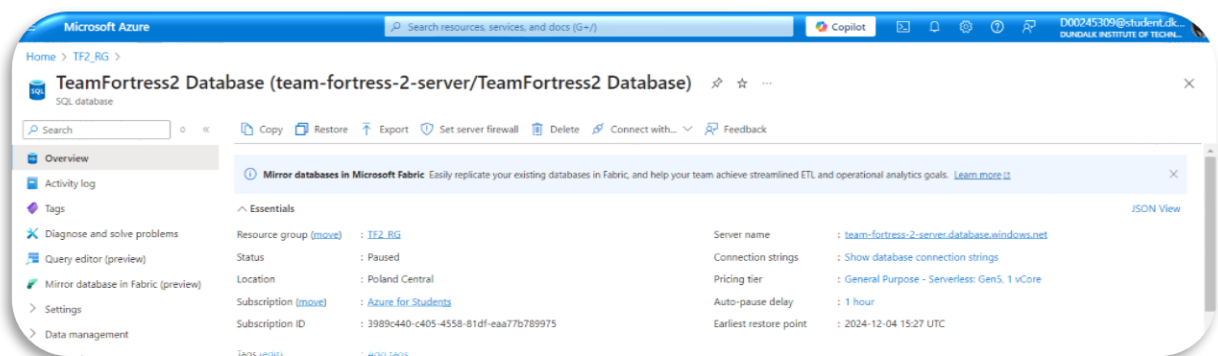 Microsoft Azure
Search resources, services, and docs (G+/)
Copilot
D00245309@student.dk...
DUNDALK INSTITUTE OF TECHN...
Home > TF2_RG >
TeamFortress2 Database (team-fortress-2-server/TeamFortress2 Database)
SQL database
Search
Copy Restore Export Set server firewall Delete Connect with... Feedback
Overview
Activity log
Tags
Diagnose and solve problems
Query editor (preview)
Mirror database in Fabric (preview)
Settings
Data management
Mirror databases in Microsoft Fabric Easily replicate your existing databases in Fabric, and help your team achieve streamlined ETL and operational analytics goals. Learn more
Essentials
JSON View
Resource group (move) : TF2_RG
Status : Paused
Location : Poland Central
Subscription (move) : Azure for Students
Subscription ID : 3989c440-c405-4558-81df-eaa77b789975
Tags (edit) : Add tags
Server name : team-fortress-2-server.database.windows.net
Connection strings : Show database connection strings
Pricing tier : General Purpose - Serverless: Gen5, 1 vCore
Auto-pause delay : 1 hour
Earliest restore point : 2024-12-04 15:27 UTC